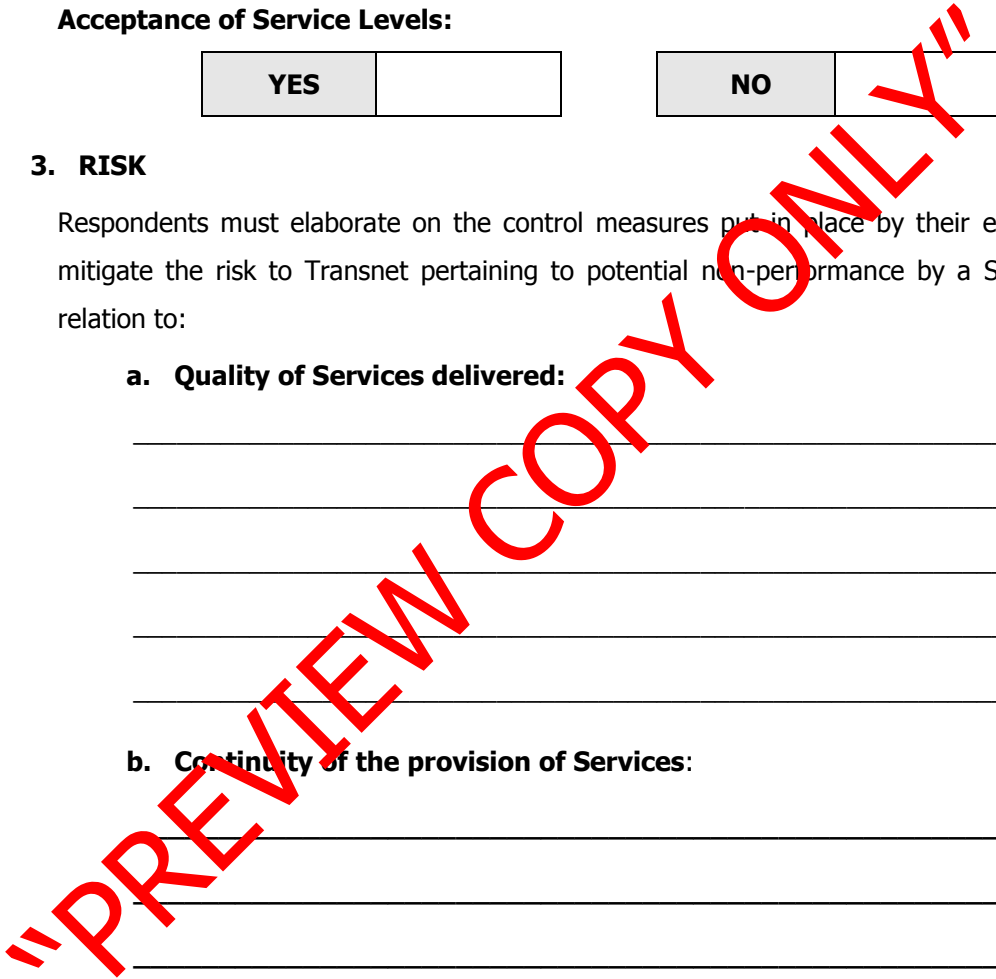 Acceptance of Service Levels:
YES NO
3. RISK
Respondents must elaborate on the control measures put in place by their e
mitigate the risk to Transnet pertaining to potential non-performance by a S
relation to:
a. Quality of Services delivered:
b. Continuity of the provision of Services:
"PREVIEW COPY ONLY"